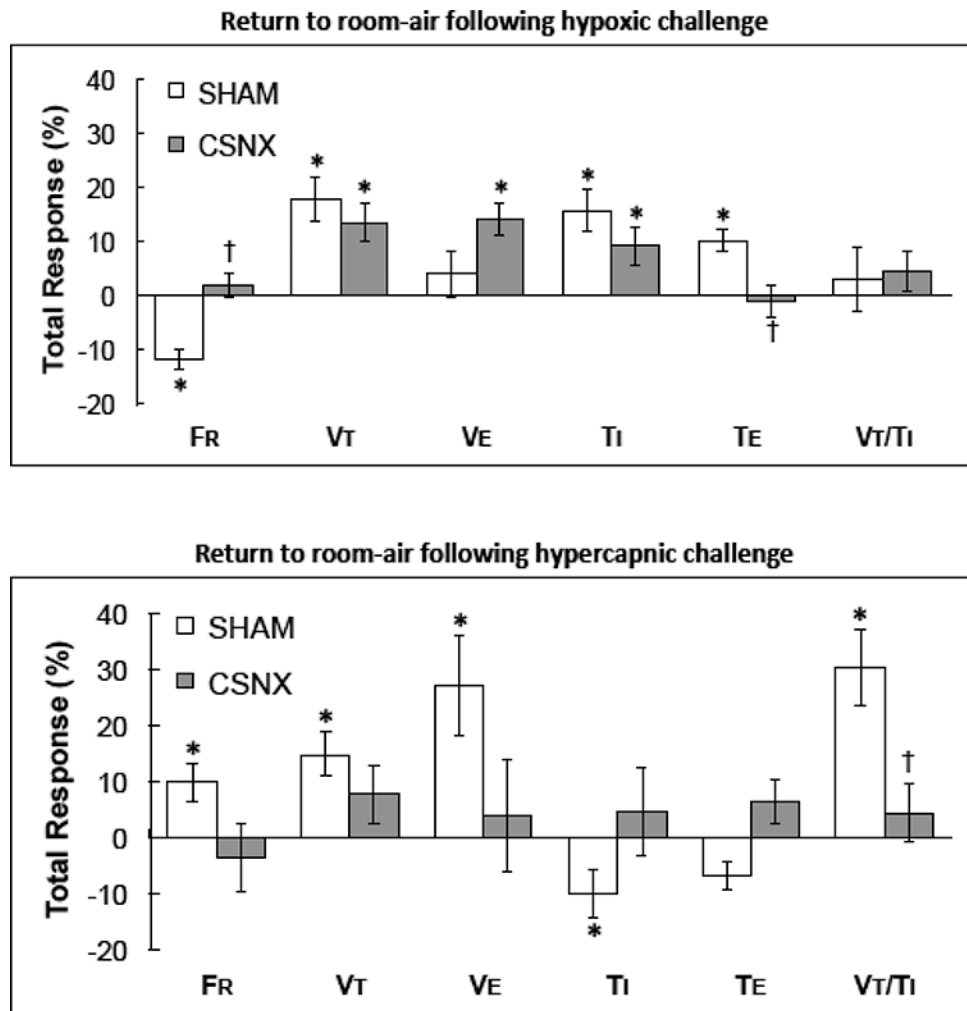 Return to room-air following hypoxic challenge
Total Response (%)
40
30
20
10
0
-10
-20
SHAM
CSNX
* † * * * * * * †
FR VT VE TI TE VT/TI
Return to room-air following hypercapnic challenge
Total Response (%)
40
30
20
10
0
-10
-20
SHAM
CSNX
* * * * * †
FR VT VE TI TE VT/TI